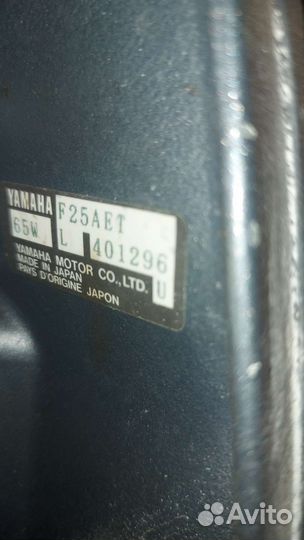 YAMAHA F25AET
65W L 401296
YAMAHA MOTOR CO.,LTD. U
MADE IN JAPAN
PAYS D'ORIGINE JAPON
Avito